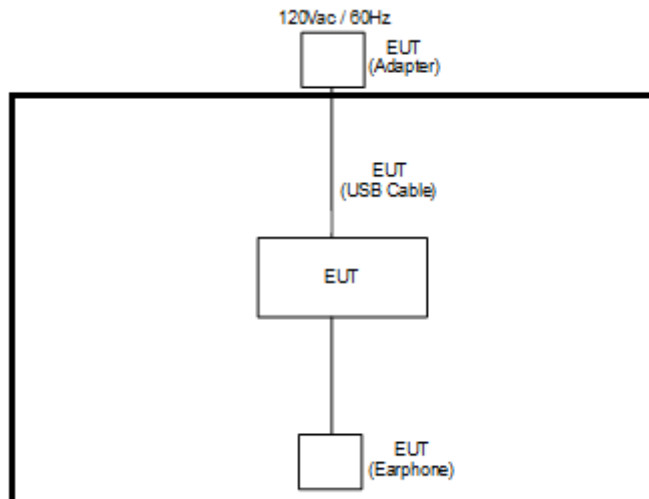 120Vac / 60Hz
EUT
(Adapter)
EUT
(USB Cable)
EUT
EUT
(Earphone)